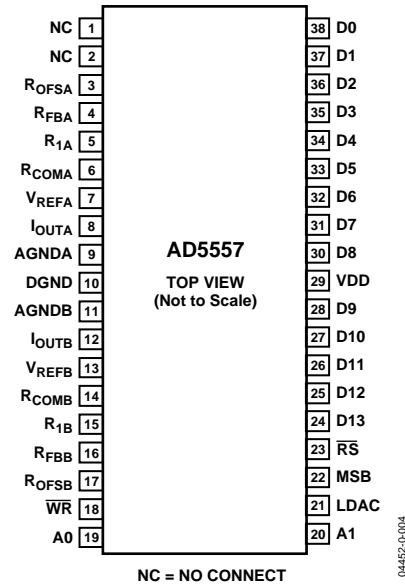 NC 1
NC 2
ROFSA 3
RFBA 4
R1A 5
RCOMA 6
VREFA 7
IOUTA 8
AGNDA 9
DGND 10
AGNDB 11
IOUTB 12
VREFB 13
RCOMB 14
R1B 15
RFBB 16
ROFSB 17
W̅R̅ 18
A0 19
AD5557
TOP VIEW
(Not to Scale)
38 D0
37 D1
36 D2
35 D3
34 D4
33 D5
32 D6
31 D7
30 D8
29 VDD
28 D9
27 D10
26 D11
25 D12
24 D13
23 R̅S̅
22 MSB
21 LDAC
20 A1
NC = NO CONNECT
04452-0-004